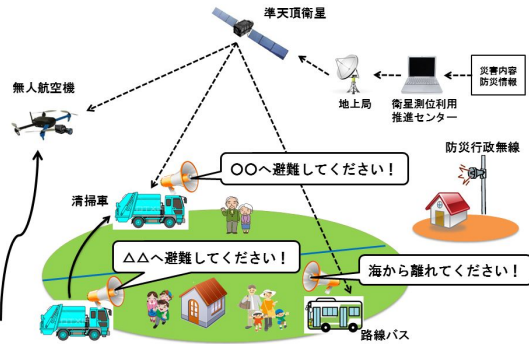 準天頂衛星
災害内容
防災情報
無人航空機
地上局
衛星測位利用
推進センター
防災行政無線
〇〇へ避難してください！
清掃車
△△へ避難してください！
海から離れてください！
路線バス